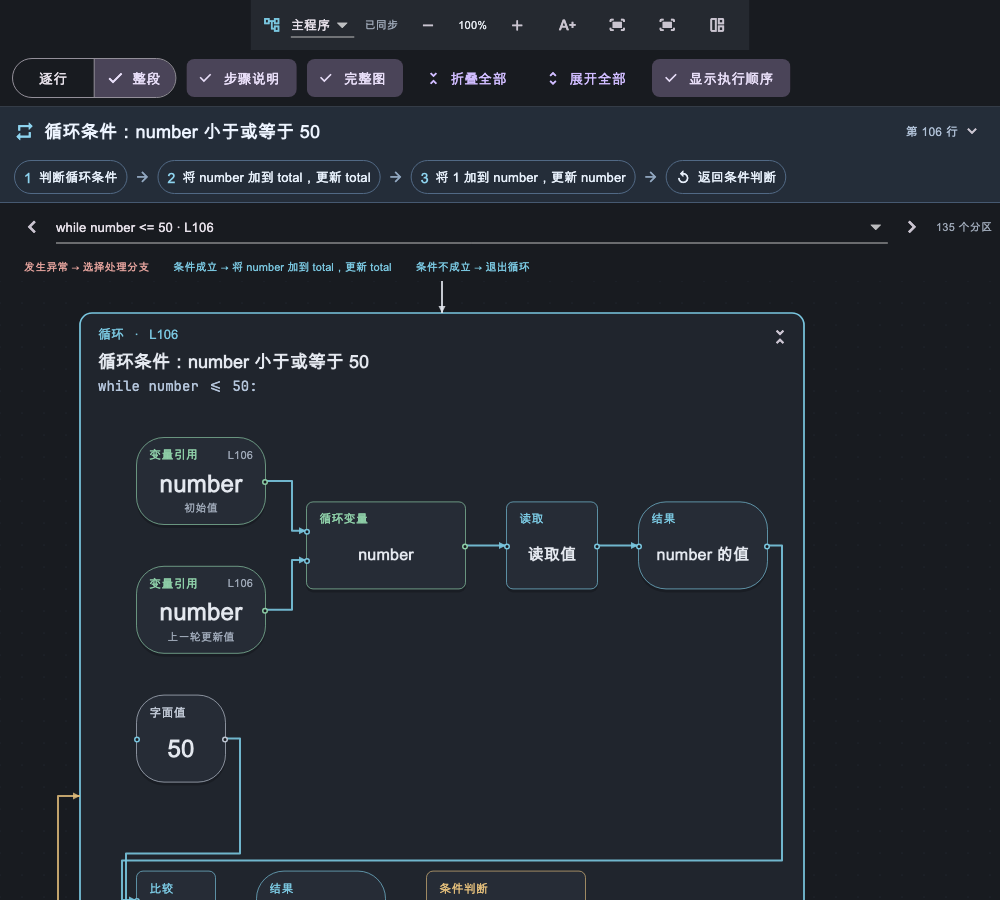 主程序 已同步 100% A+
逐行 整段 步骤说明 完整图 折叠全部 展开全部 显示执行顺序
循环条件：number 小于或等于 50 第 106 行
1 判断循环条件 → 2 将 number 加到 total，更新 total → 3 将 1 加到 number，更新 number → 返回条件判断
while number <= 50 · L106 135 个分区
发生异常 → 选择处理分支 条件成立 → 将 number 加到 total，更新 total 条件不成立 → 退出循环
循环 · L106
循环条件：number 小于或等于 50
while number ⩽ 50:
变量引用 L106
number
初始值
循环变量
number
读取
读取值
结果
number 的值
变量引用 L106
number
上一轮更新值
字面值
50
比较
结果
条件判断